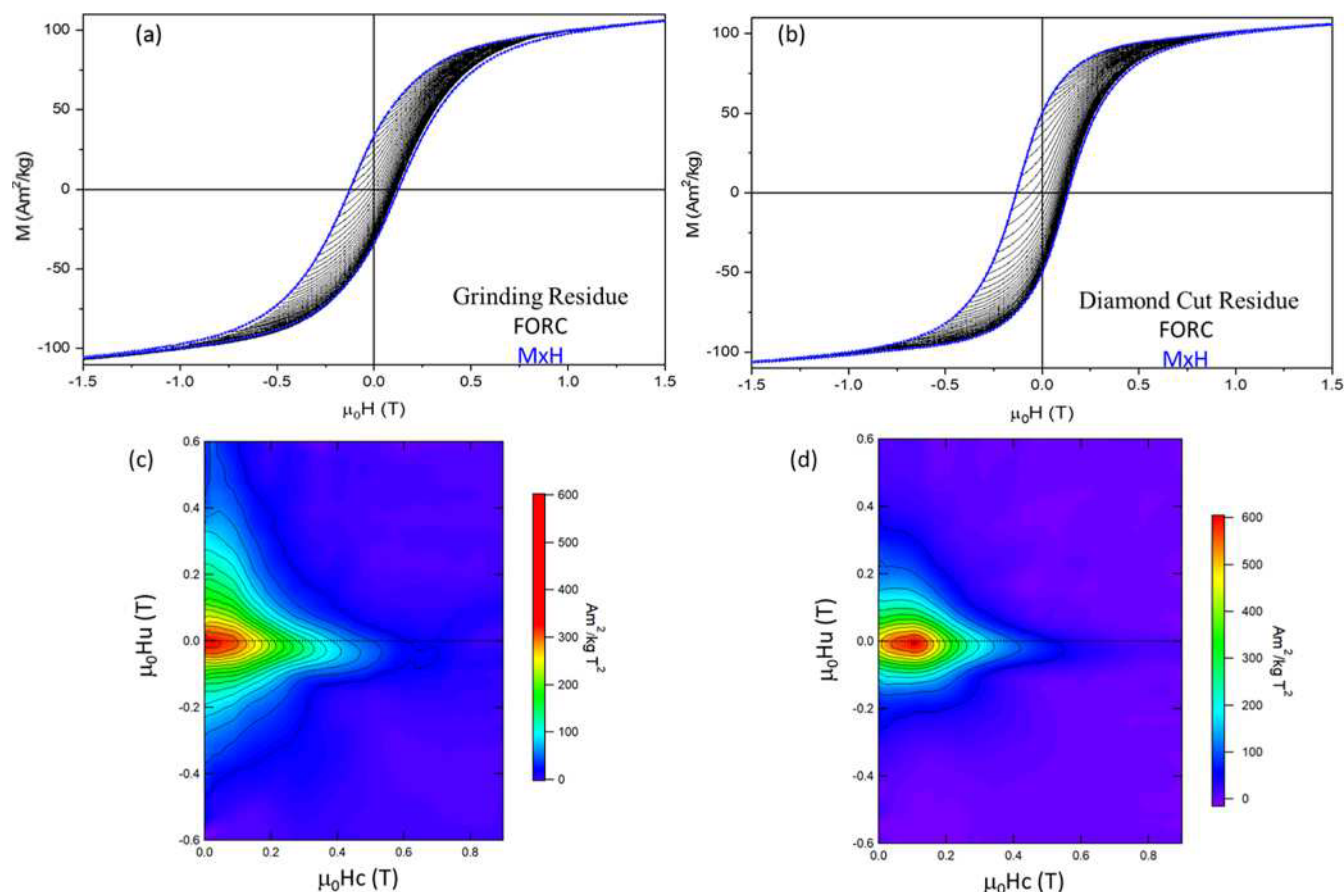 (a)
M (Am²/kg)
100
50
0
-50
-100
Grinding Residue
FORC
MxH
-1.5 -1.0 -0.5 0.0 0.5 1.0 1.5
μ₀H (T)
(b)
M (Am²/kg)
100
50
0
-50
-100
Diamond Cut Residue
FORC
MxH
-1.5 -1.0 -0.5 0.0 0.5 1.0 1.5
μ₀H (T)
(c)
μ₀Hu (T)
0.6
0.4
0.2
0.0
-0.2
-0.4
-0.6
0.0 0.2 0.4 0.6 0.8
μ₀Hc (T)
600
500
400
300
200
100
0
Am²/kg T²
(d)
μ₀Hu (T)
0.6
0.4
0.2
0.0
-0.2
-0.4
-0.6
0.0 0.2 0.4 0.6 0.8
μ₀Hc (T)
600
500
400
300
200
100
0
Am²/kg T²